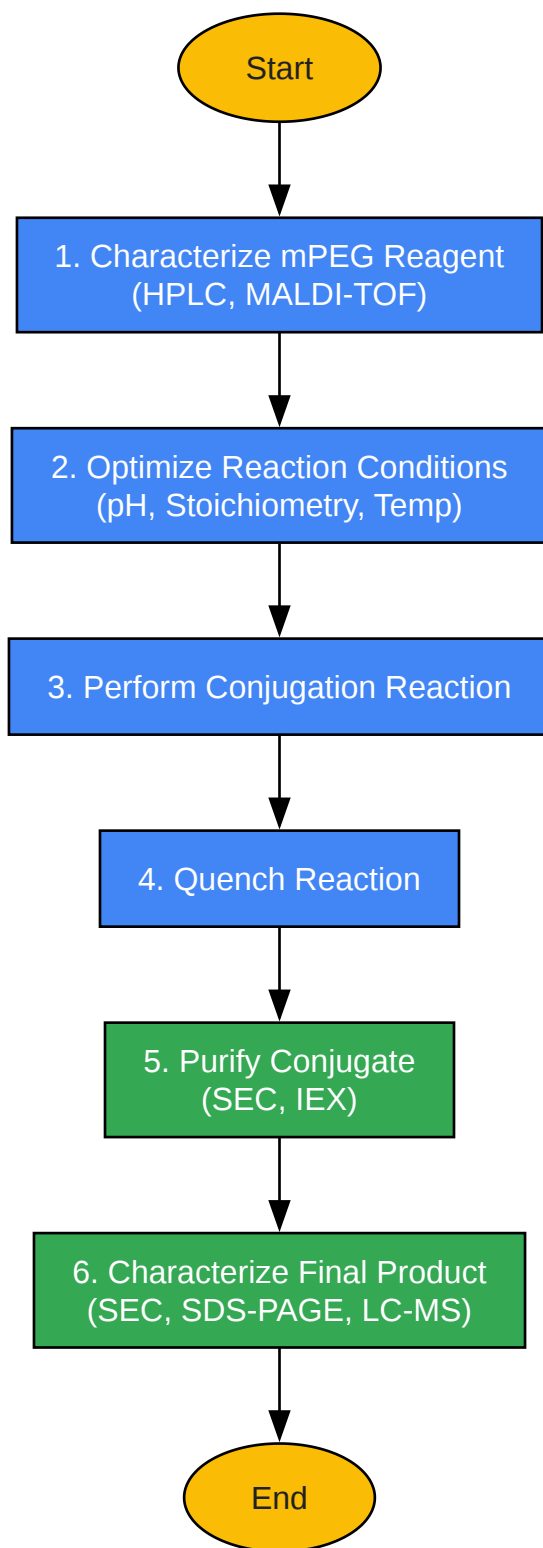 Start
1. Characterize mPEG Reagent
(HPLC, MALDI-TOF)
2. Optimize Reaction Conditions
(pH, Stoichiometry, Temp)
3. Perform Conjugation Reaction
4. Quench Reaction
5. Purify Conjugate
(SEC, IEX)
6. Characterize Final Product
(SEC, SDS-PAGE, LC-MS)
End